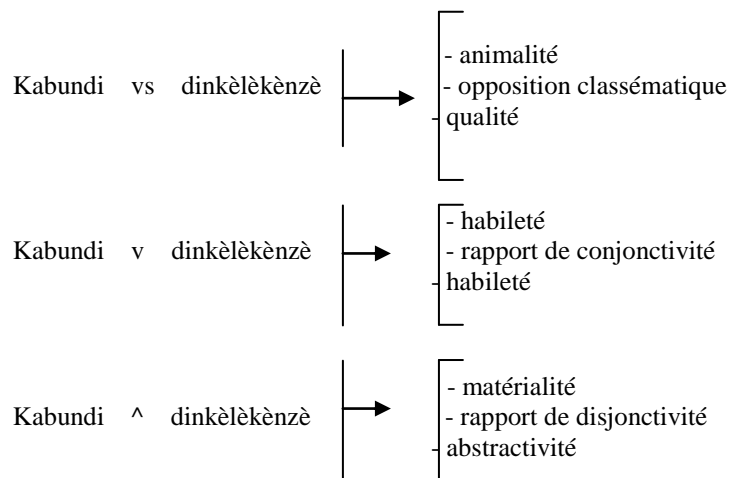 - animalité
Kabundi vs dinkèlèkènzè
- opposition classématique
- qualité
- habileté
Kabundi v dinkèlèkènzè
- rapport de conjonctivité
- habileté
- matérialité
Kabundi ^ dinkèlèkènzè
- rapport de disjonctivité
- abstractivité